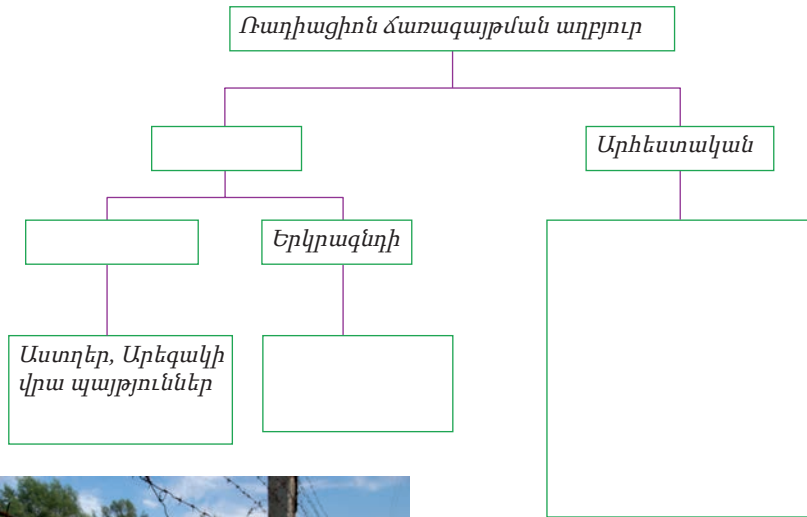 Ռադիացիոն ճառագայթման աղբյուր
Արհեստական
Երկրագնդի
Աստղեր, Արեգակի
վրա պայթյուններ